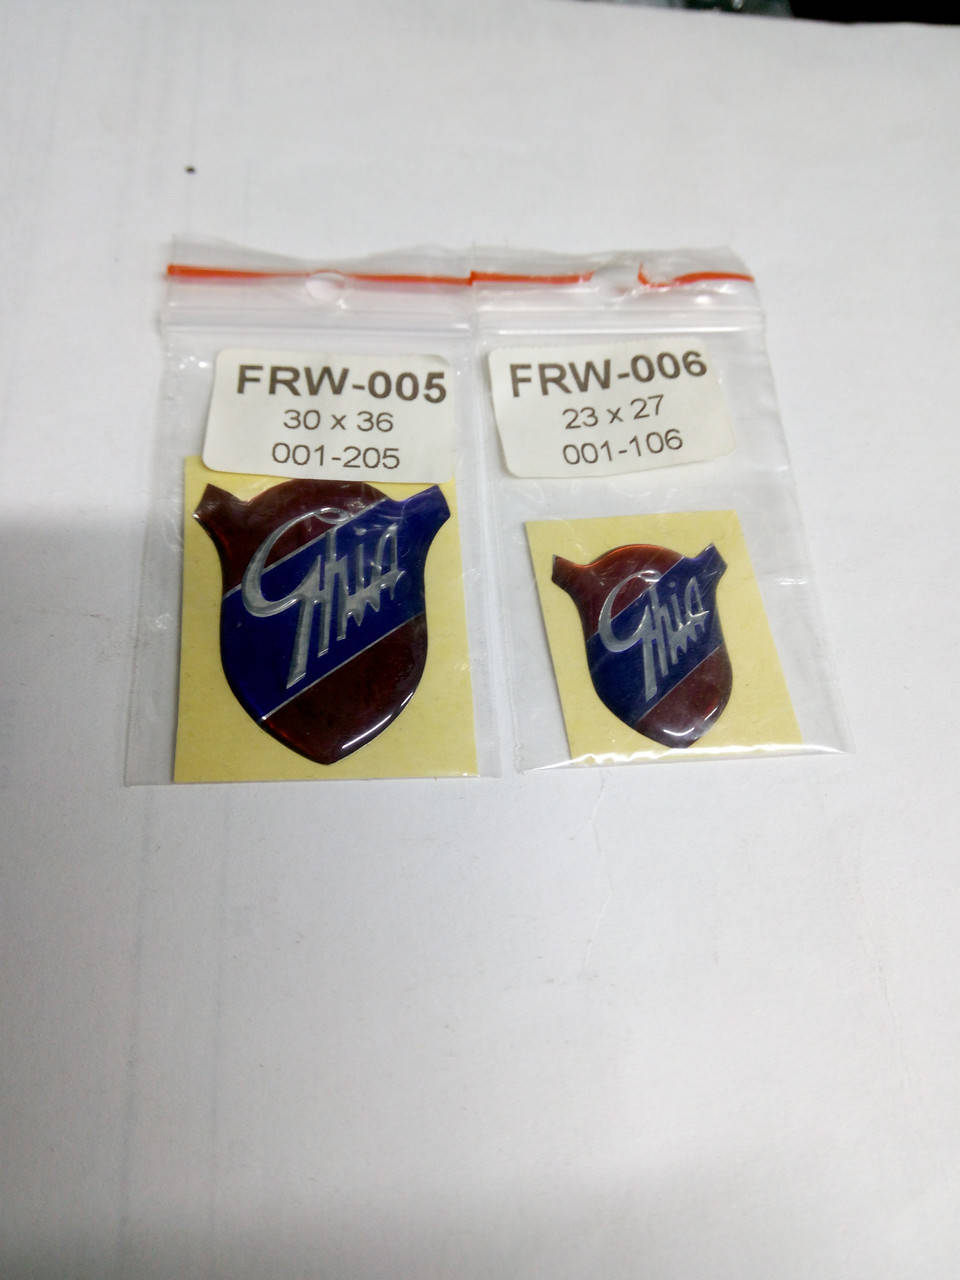 FRW-005
30 x 36
001-205
Ghia
FRW-006
23 x 27
001-106
Ghia